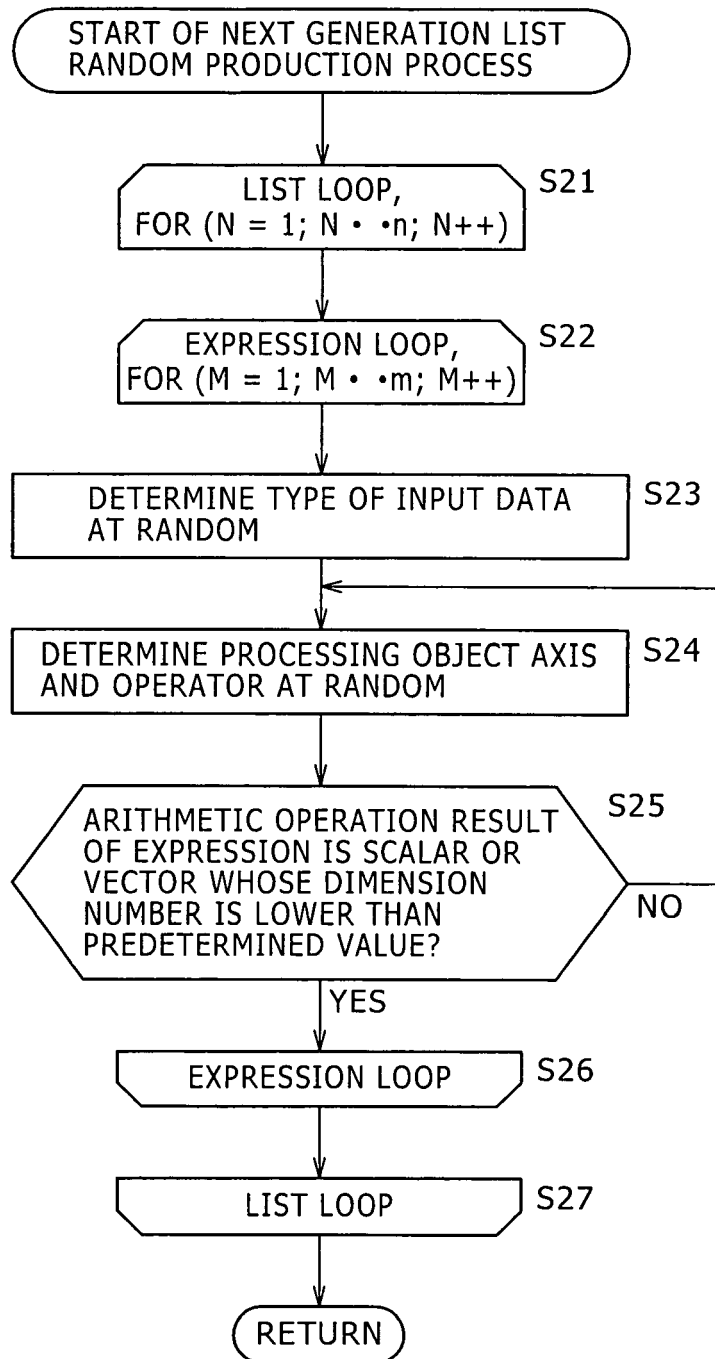 START OF NEXT GENERATION LIST
RANDOM PRODUCTION PROCESS
LIST LOOP,
FOR (N = 1; N • •n; N++)
S21
EXPRESSION LOOP,
FOR (M = 1; M • •m; M++)
S22
DETERMINE TYPE OF INPUT DATA
AT RANDOM
S23
DETERMINE PROCESSING OBJECT AXIS
AND OPERATOR AT RANDOM
S24
ARITHMETIC OPERATION RESULT
OF EXPRESSION IS SCALAR OR
VECTOR WHOSE DIMENSION
NUMBER IS LOWER THAN
PREDETERMINED VALUE?
S25
NO
YES
EXPRESSION LOOP
S26
LIST LOOP
S27
RETURN